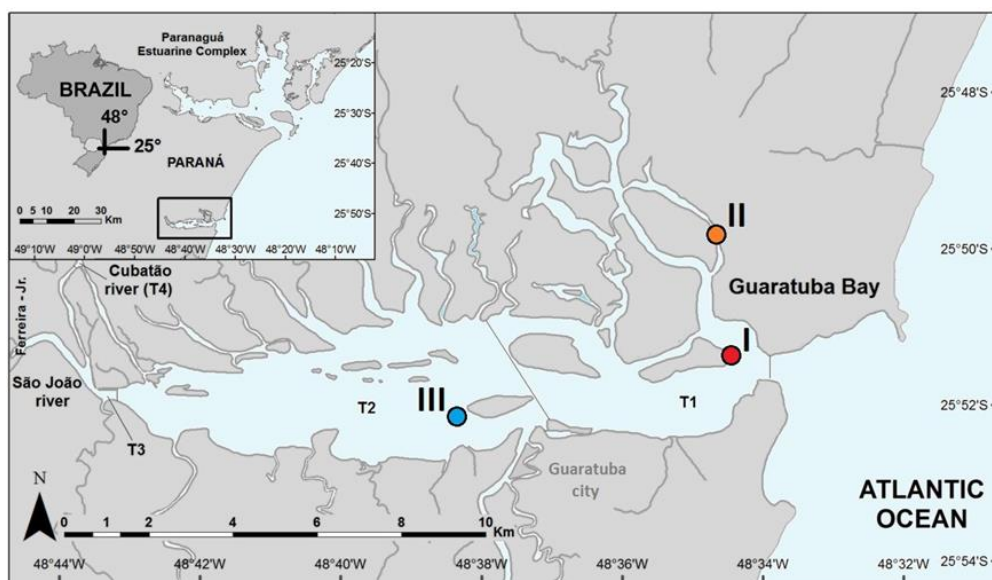 Paranaguá
Estuarine Complex
BRAZIL
48°
25°
PARANÁ
0 5 10 20 30
Km
25°20'S
25°30'S
25°40'S
25°50'S
49°10'W 49°0'W 48°50'W 48°40'W 48°30'W 48°20'W 48°10'W
25°48'S
25°50'S
25°52'S
25°54'S
Cubatão
river (T4)
Ferreira - Jr.
São João
river
T3
T2
III
II
Guaratuba Bay
I
T1
Guaratuba
city
ATLANTIC
OCEAN
N
0 1 2 4 6 8 10
Km
48°44'W 48°42'W 48°40'W 48°38'W 48°36'W 48°34'W 48°32'W